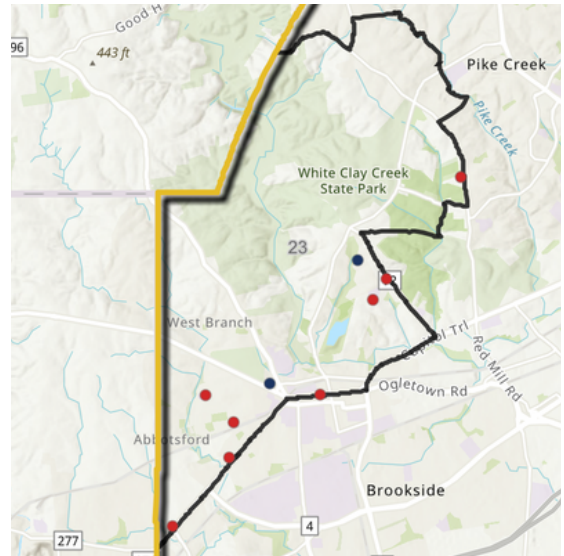 Good H
96
443 ft
Pike Creek
Pike Creek
White Clay Creek
State Park
23
2
West Branch
Capitol Trl
Red Mill Rd
Ogletown Rd
Abbotsford
Brookside
4
277